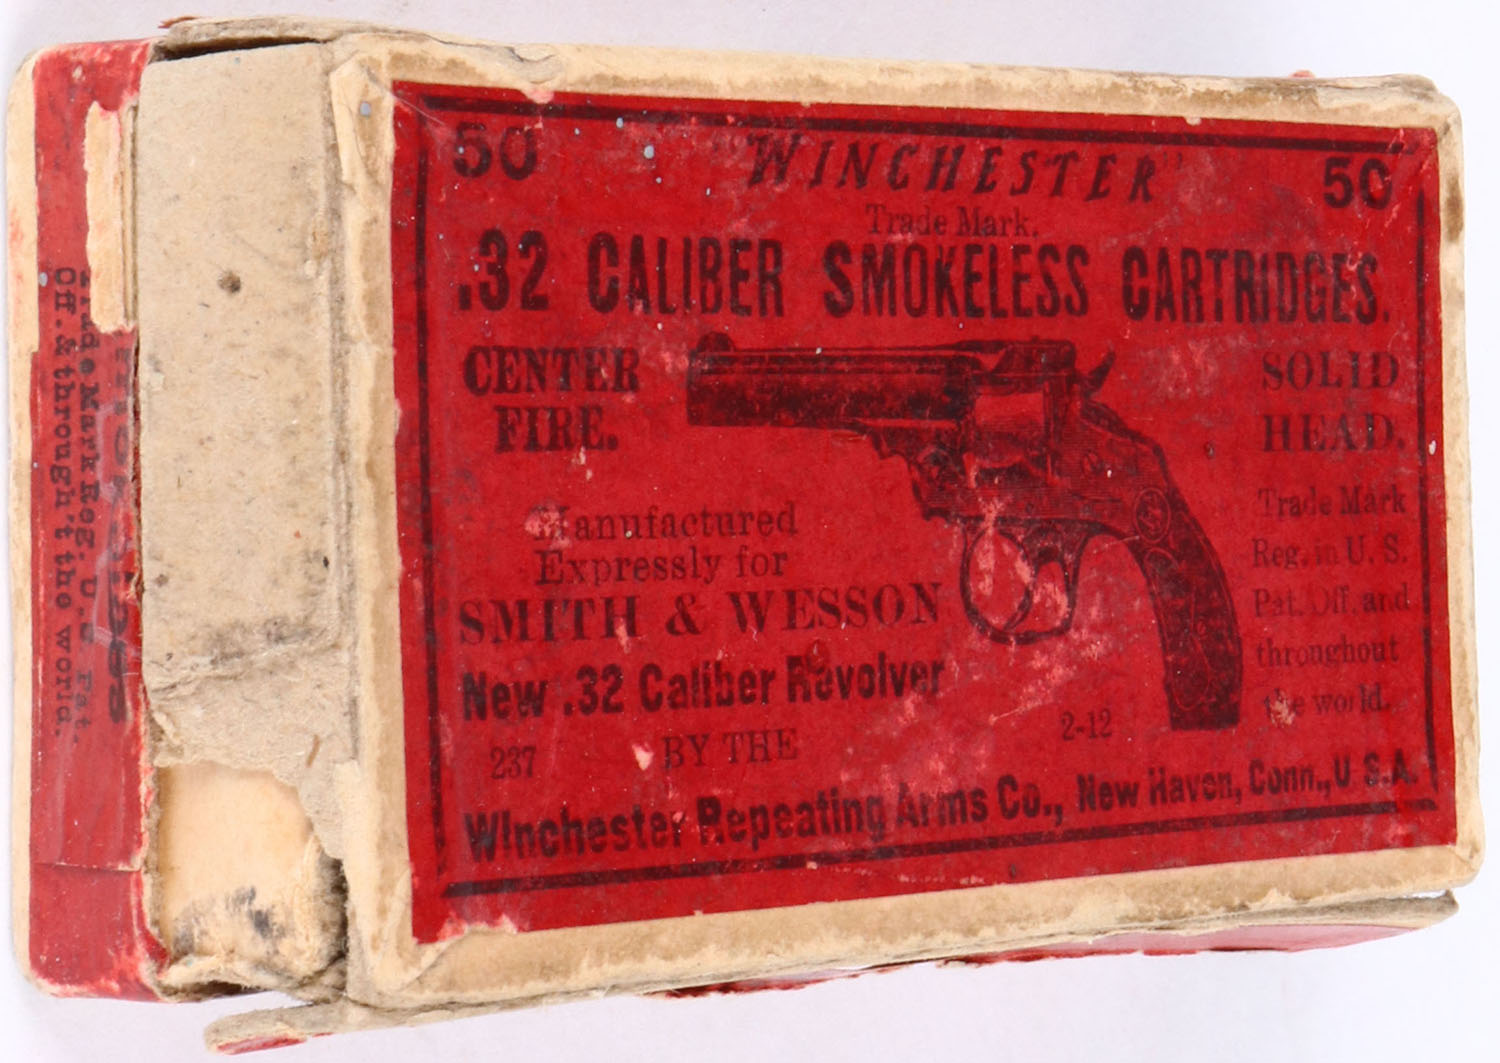 50 "WINCHESTER" 50
Trade Mark.
.32 CALIBER SMOKELESS CARTRIDGES.
CENTER
FIRE.
SOLID
HEAD.
Manufactured
Expressly for
SMITH & WESSON
New .32 Caliber Revolver
Trade Mark
Reg. in U. S.
Pat. Off. and
throughout
the world.
237 BY THE 2-12
Winchester Repeating Arms Co., New Haven, Conn., U.S.A.
Trade Mark Reg. U.S. Pat.
Off. & throughout the world.